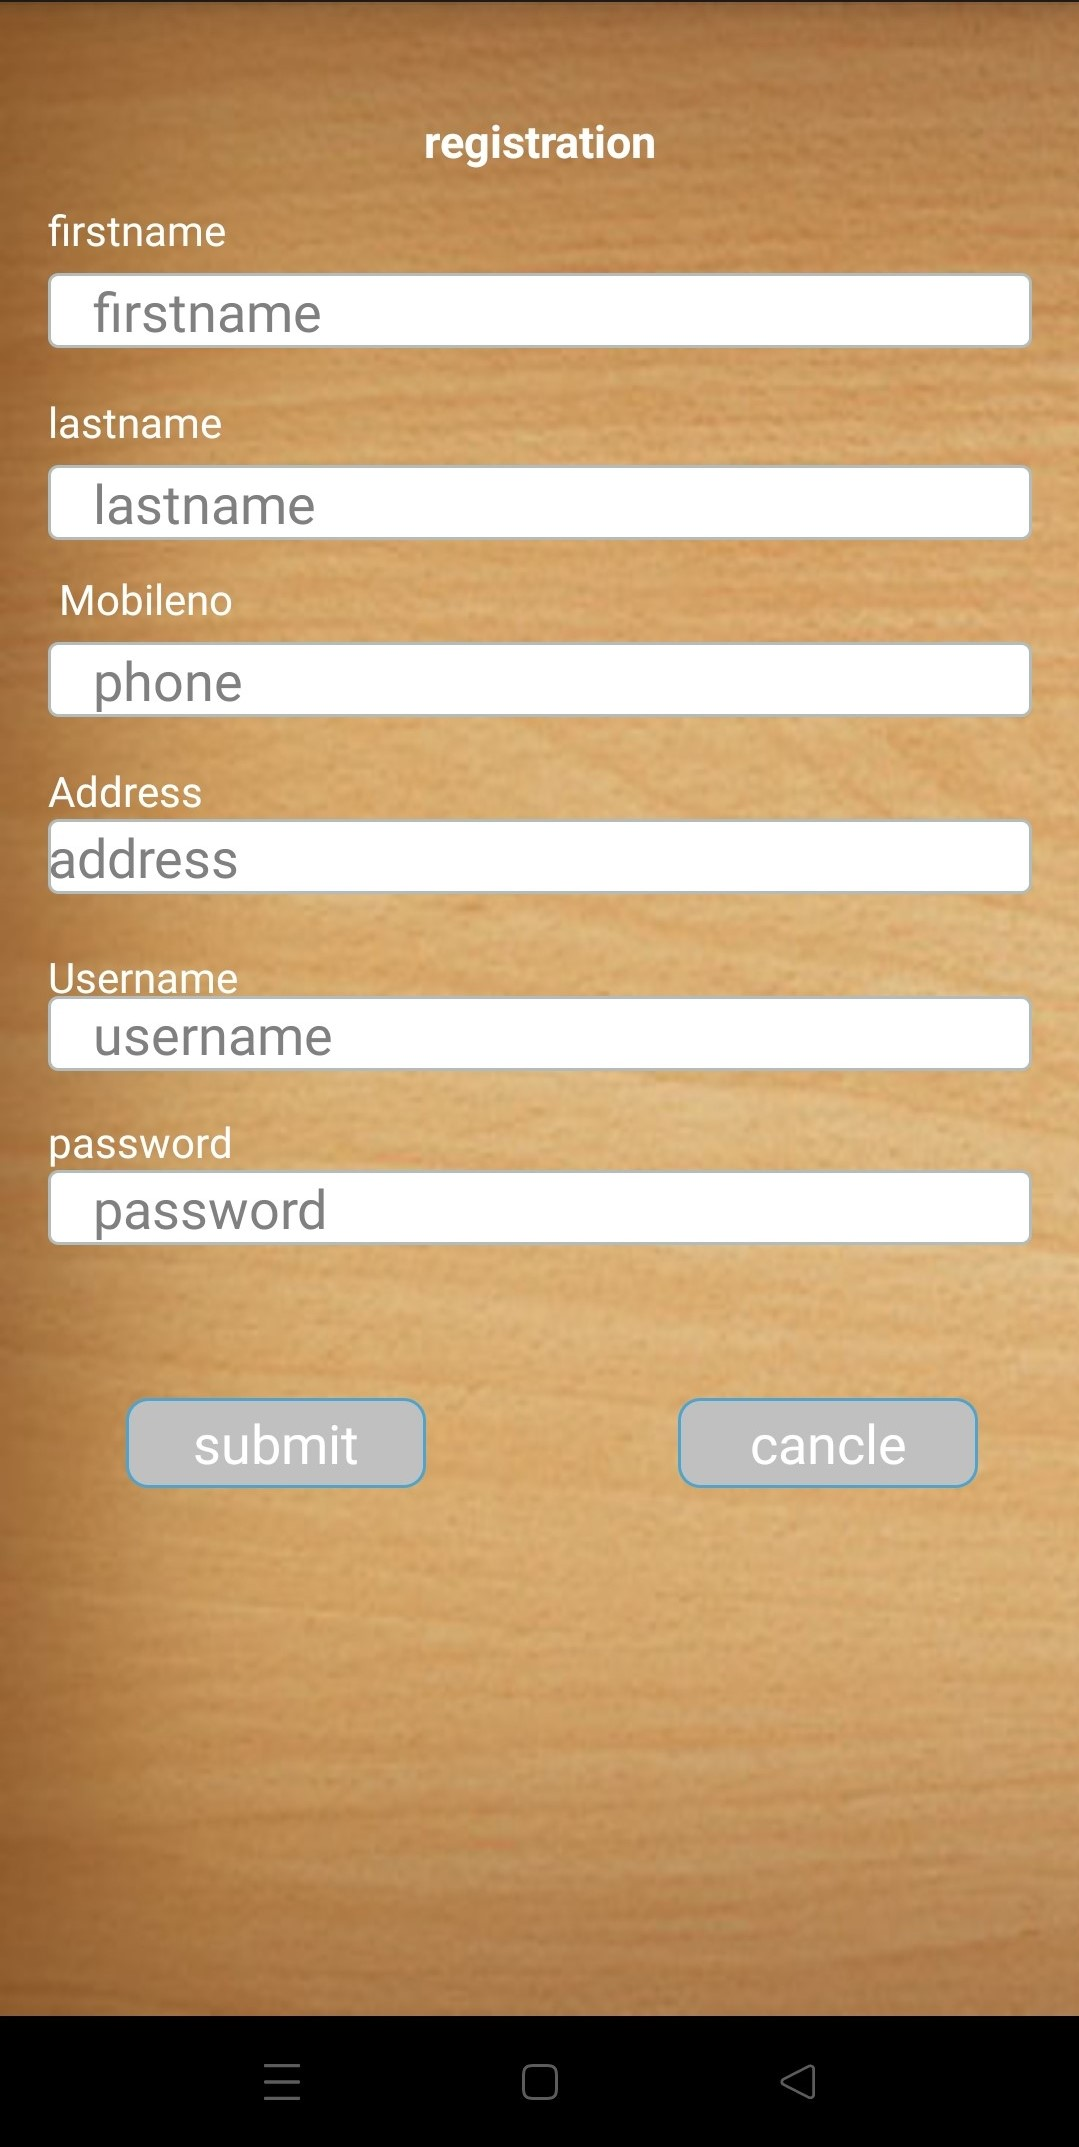 registration
firstname
firstname
lastname
lastname
Mobileno
phone
Address
address
Username
username
password
password
submit
cancle